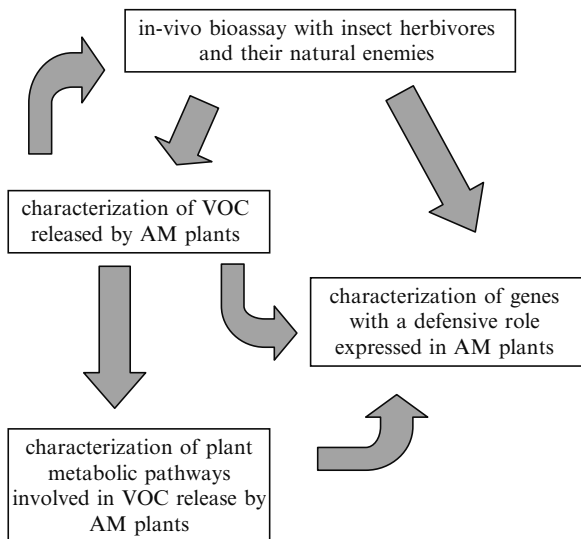 in-vivo bioassay with insect herbivores
and their natural enemies
characterization of VOC
released by AM plants
characterization of genes
with a defensive role
expressed in AM plants
characterization of plant
metabolic pathways
involved in VOC release by
AM plants